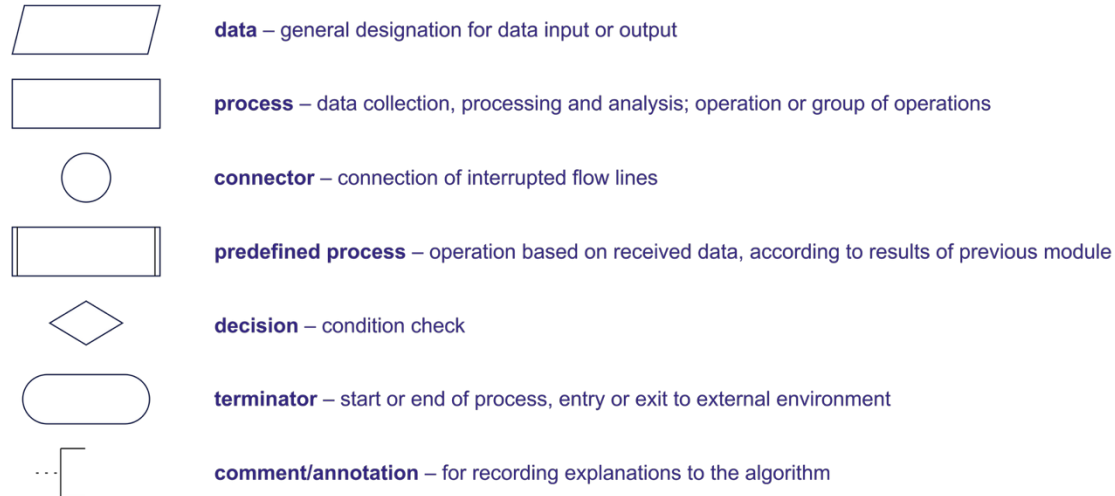 data – general designation for data input or output
process – data collection, processing and analysis; operation or group of operations
connector – connection of interrupted flow lines
predefined process – operation based on received data, according to results of previous module
decision – condition check
terminator – start or end of process, entry or exit to external environment
comment/annotation – for recording explanations to the algorithm